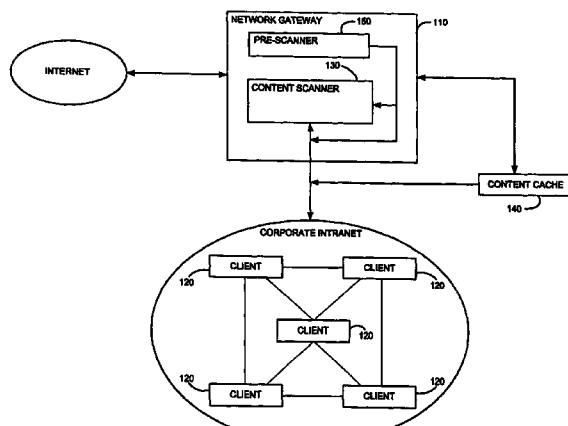 NETWORK GATEWAY
110
PRE-SCANNER
150
INTERNET
130
CONTENT SCANNER
CONTENT CACHE
140
CORPORATE INTRANET
120
CLIENT
CLIENT
120
CLIENT
120
120
CLIENT
CLIENT
120